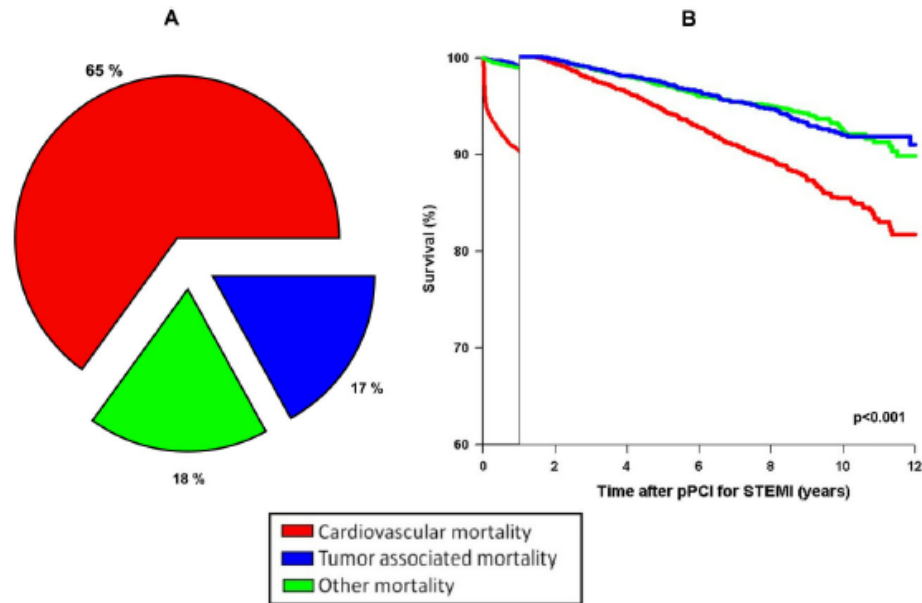 A
65 %
17 %
18 %
B
100
90
80
70
60
Survival (%)
p<0.001
0
2
4
6
8
10
12
Time after pPCI for STEMI (years)
Cardiovascular mortality
Tumor associated mortality
Other mortality